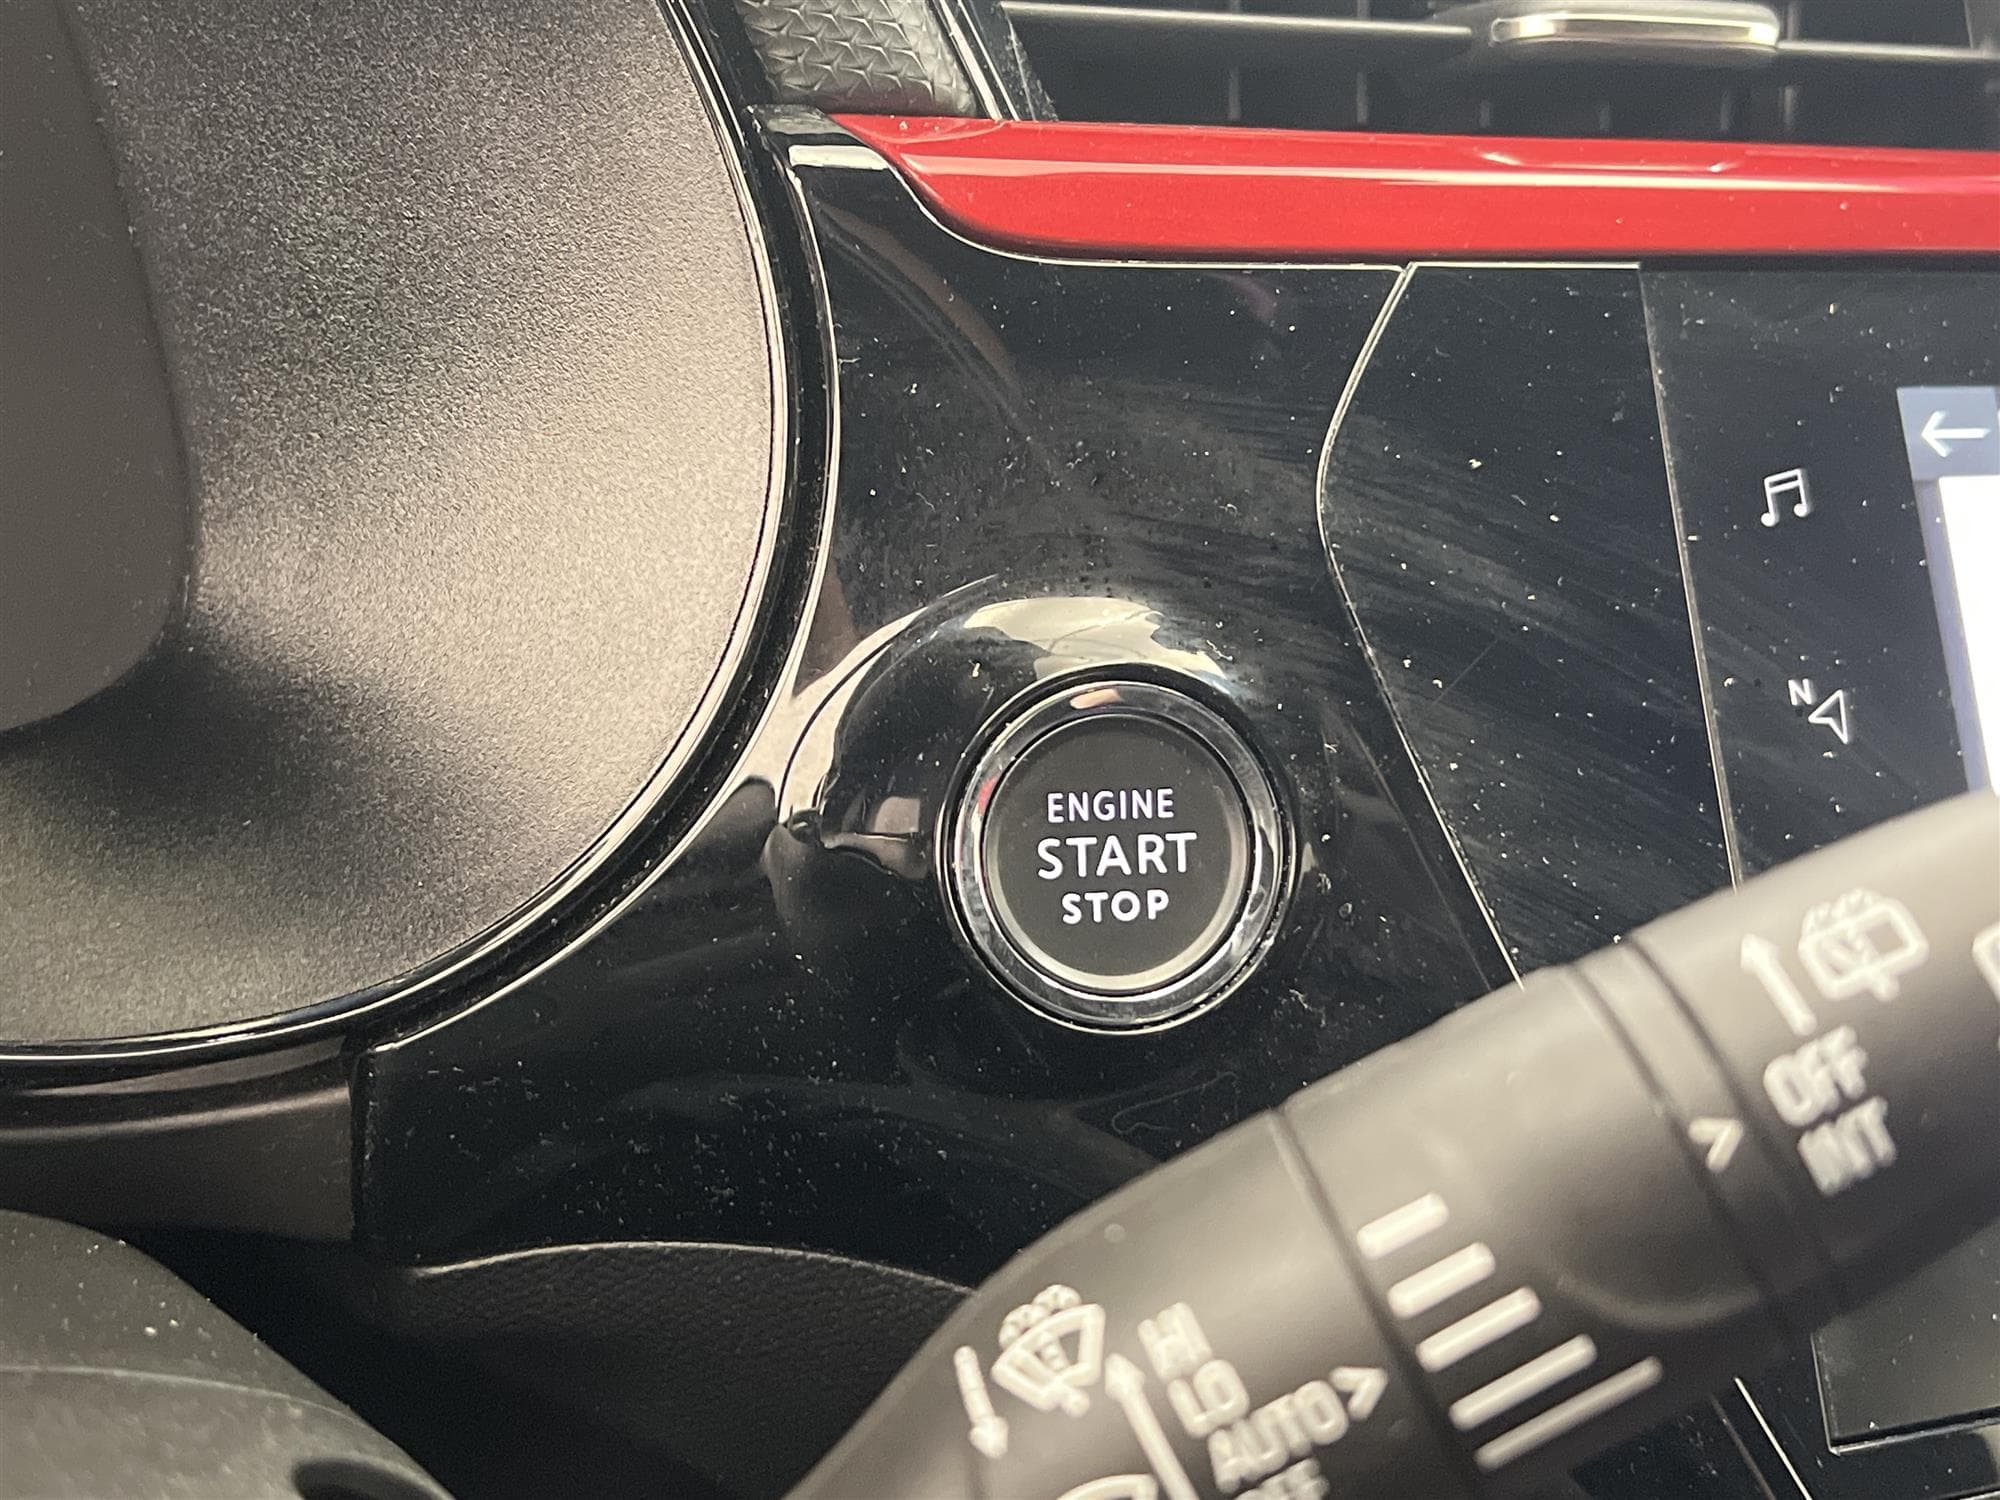 N
ENGINE
START
STOP
OFF
INT
HI
LO
AUTO >